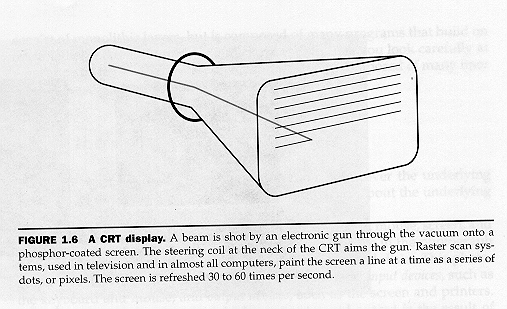 FIGURE 1.6 A CRT display. A beam is shot by an electronic gun through the vacuum onto a
phosphor-coated screen. The steering coil at the neck of the CRT aims the gun. Raster scan sys-
tems, used in television and in almost all computers, paint the screen a line at a time as a series of
dots, or pixels. The screen is refreshed 30 to 60 times per second.